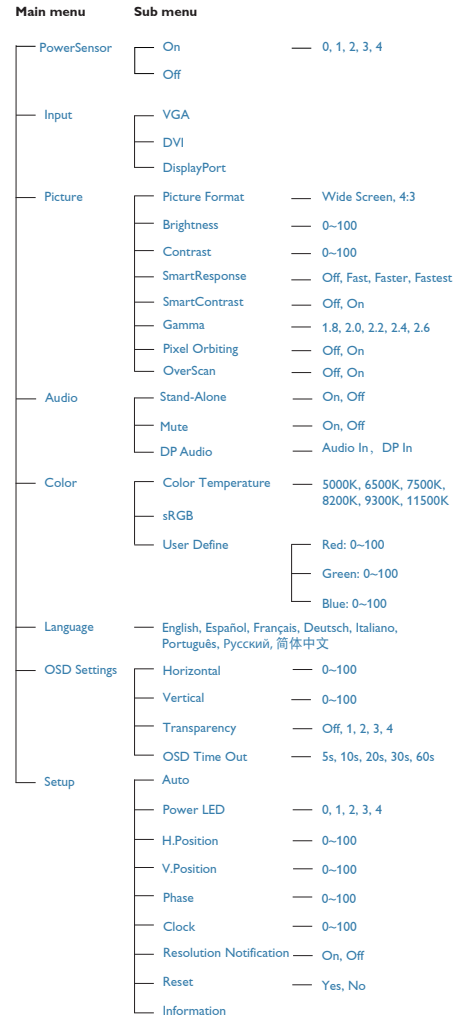 Main menu Sub menu
PowerSensor On 0, 1, 2, 3, 4
Off
Input VGA
DVI
DisplayPort
Picture Picture Format Wide Screen, 4:3
Brightness 0~100
Contrast 0~100
SmartResponse Off, Fast, Faster, Fastest
SmartContrast Off, On
Gamma 1.8, 2.0, 2.2, 2.4, 2.6
Pixel Orbiting Off, On
OverScan Off, On
Audio Stand-Alone On, Off
Mute On, Off
DP Audio Audio In, DP In
Color Color Temperature 5000K, 6500K, 7500K,
8200K, 9300K, 11500K
sRGB
User Define Red: 0~100
Green: 0~100
Blue: 0~100
Language English, Español, Français, Deutsch, Italiano,
Português, Русский, 简体中文
OSD Settings Horizontal 0~100
Vertical 0~100
Transparency Off, 1, 2, 3, 4
OSD Time Out 5s, 10s, 20s, 30s, 60s
Setup Auto
Power LED 0, 1, 2, 3, 4
H.Position 0~100
V.Position 0~100
Phase 0~100
Clock 0~100
Resolution Notification On, Off
Reset Yes, No
Information